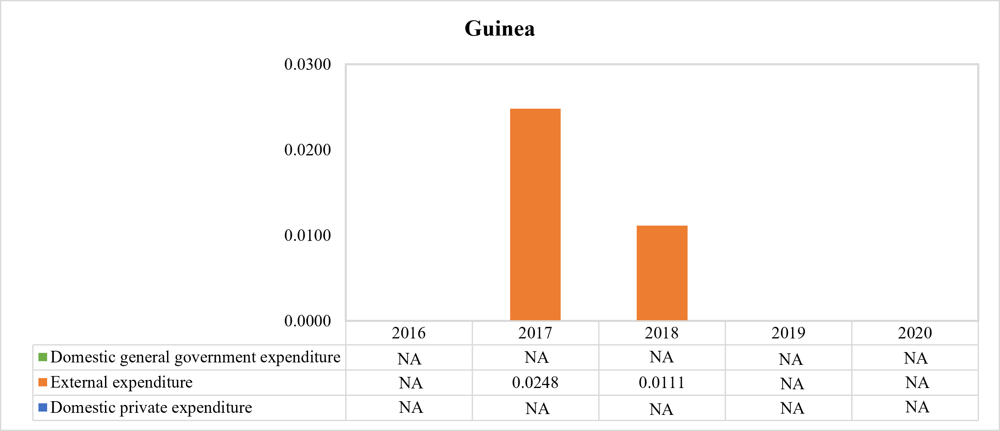 Guinea
0.0300
0.0200
0.0100
0.0000
2016 2017 2018 2019 2020
Domestic general government expenditure NA NA NA NA NA
External expenditure NA 0.0248 0.0111 NA NA
Domestic private expenditure NA NA NA NA NA